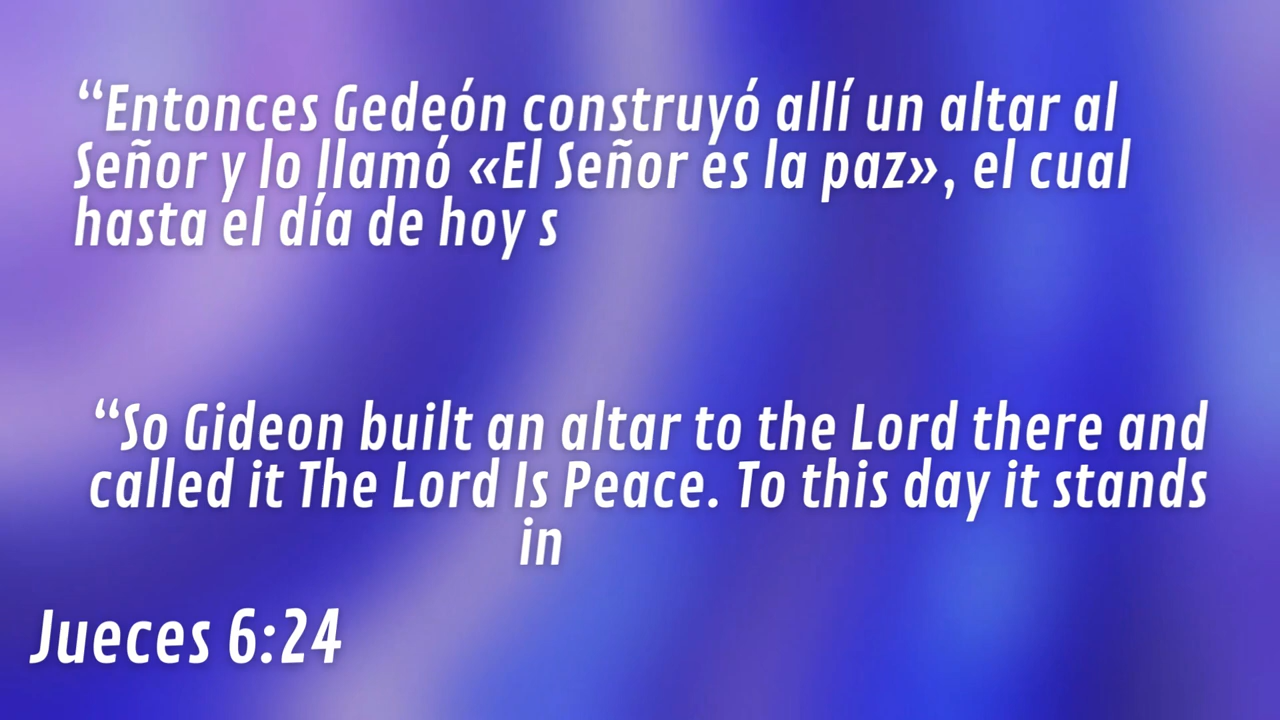 “Entonces Gedeón construyó allí un altar al
Señor y lo llamó «El Señor es la paz», el cual
hasta el día de hoy s
“So Gideon built an altar to the Lord there and
called it The Lord Is Peace. To this day it stands
in
Jueces 6:24